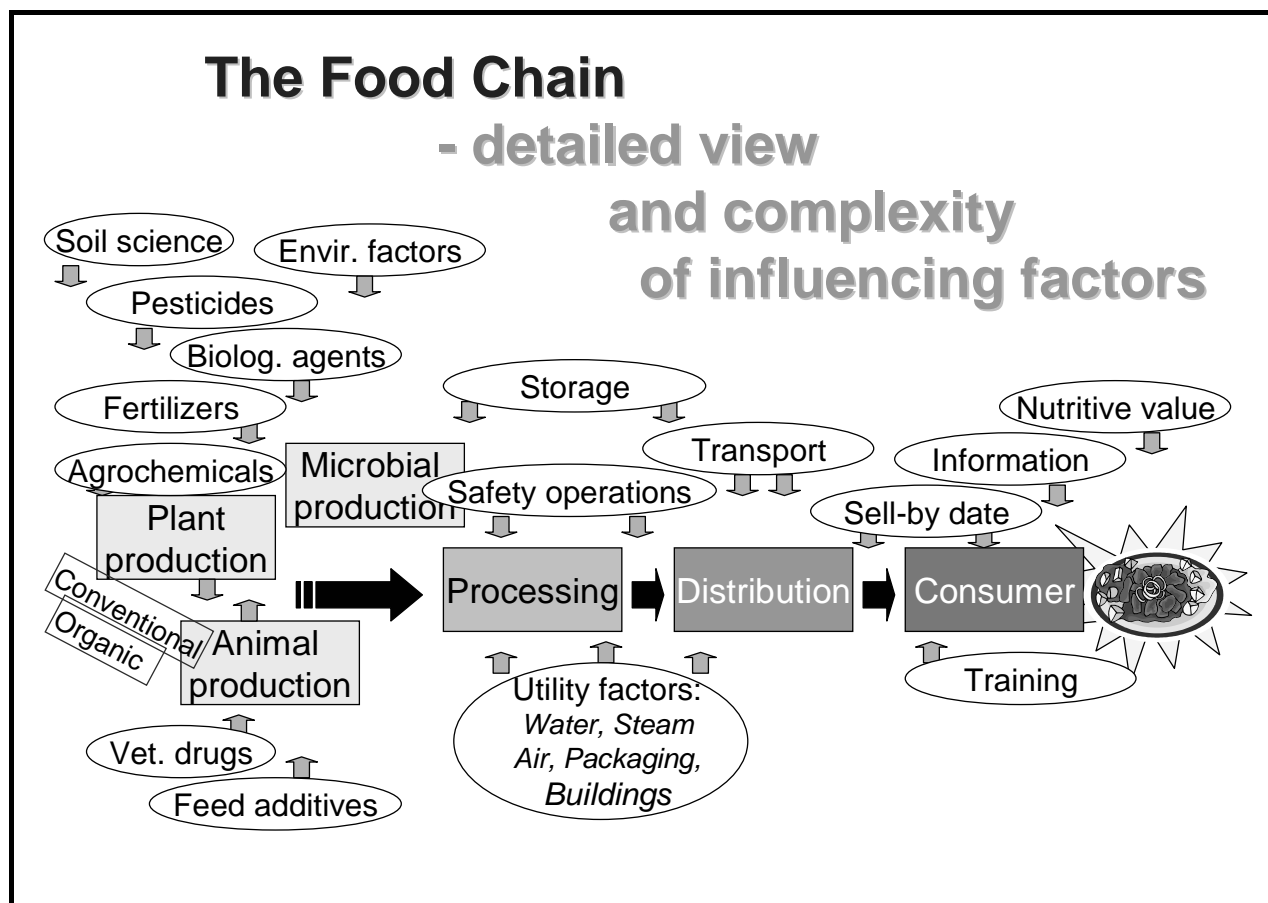 The Food Chain
- detailed view
and complexity
of influencing factors
Soil science
Envir. factors
Pesticides
Biolog. agents
Fertilizers
Agrochemicals
Storage
Nutritive value
Transport
Information
Microbial
production
Safety operations
Sell-by date
Plant
production
Conventional
Organic
Animal
production
Processing
Distribution
Consumer
Vet. drugs
Feed additives
Utility factors:
Water, Steam
Air, Packaging,
Buildings
Training